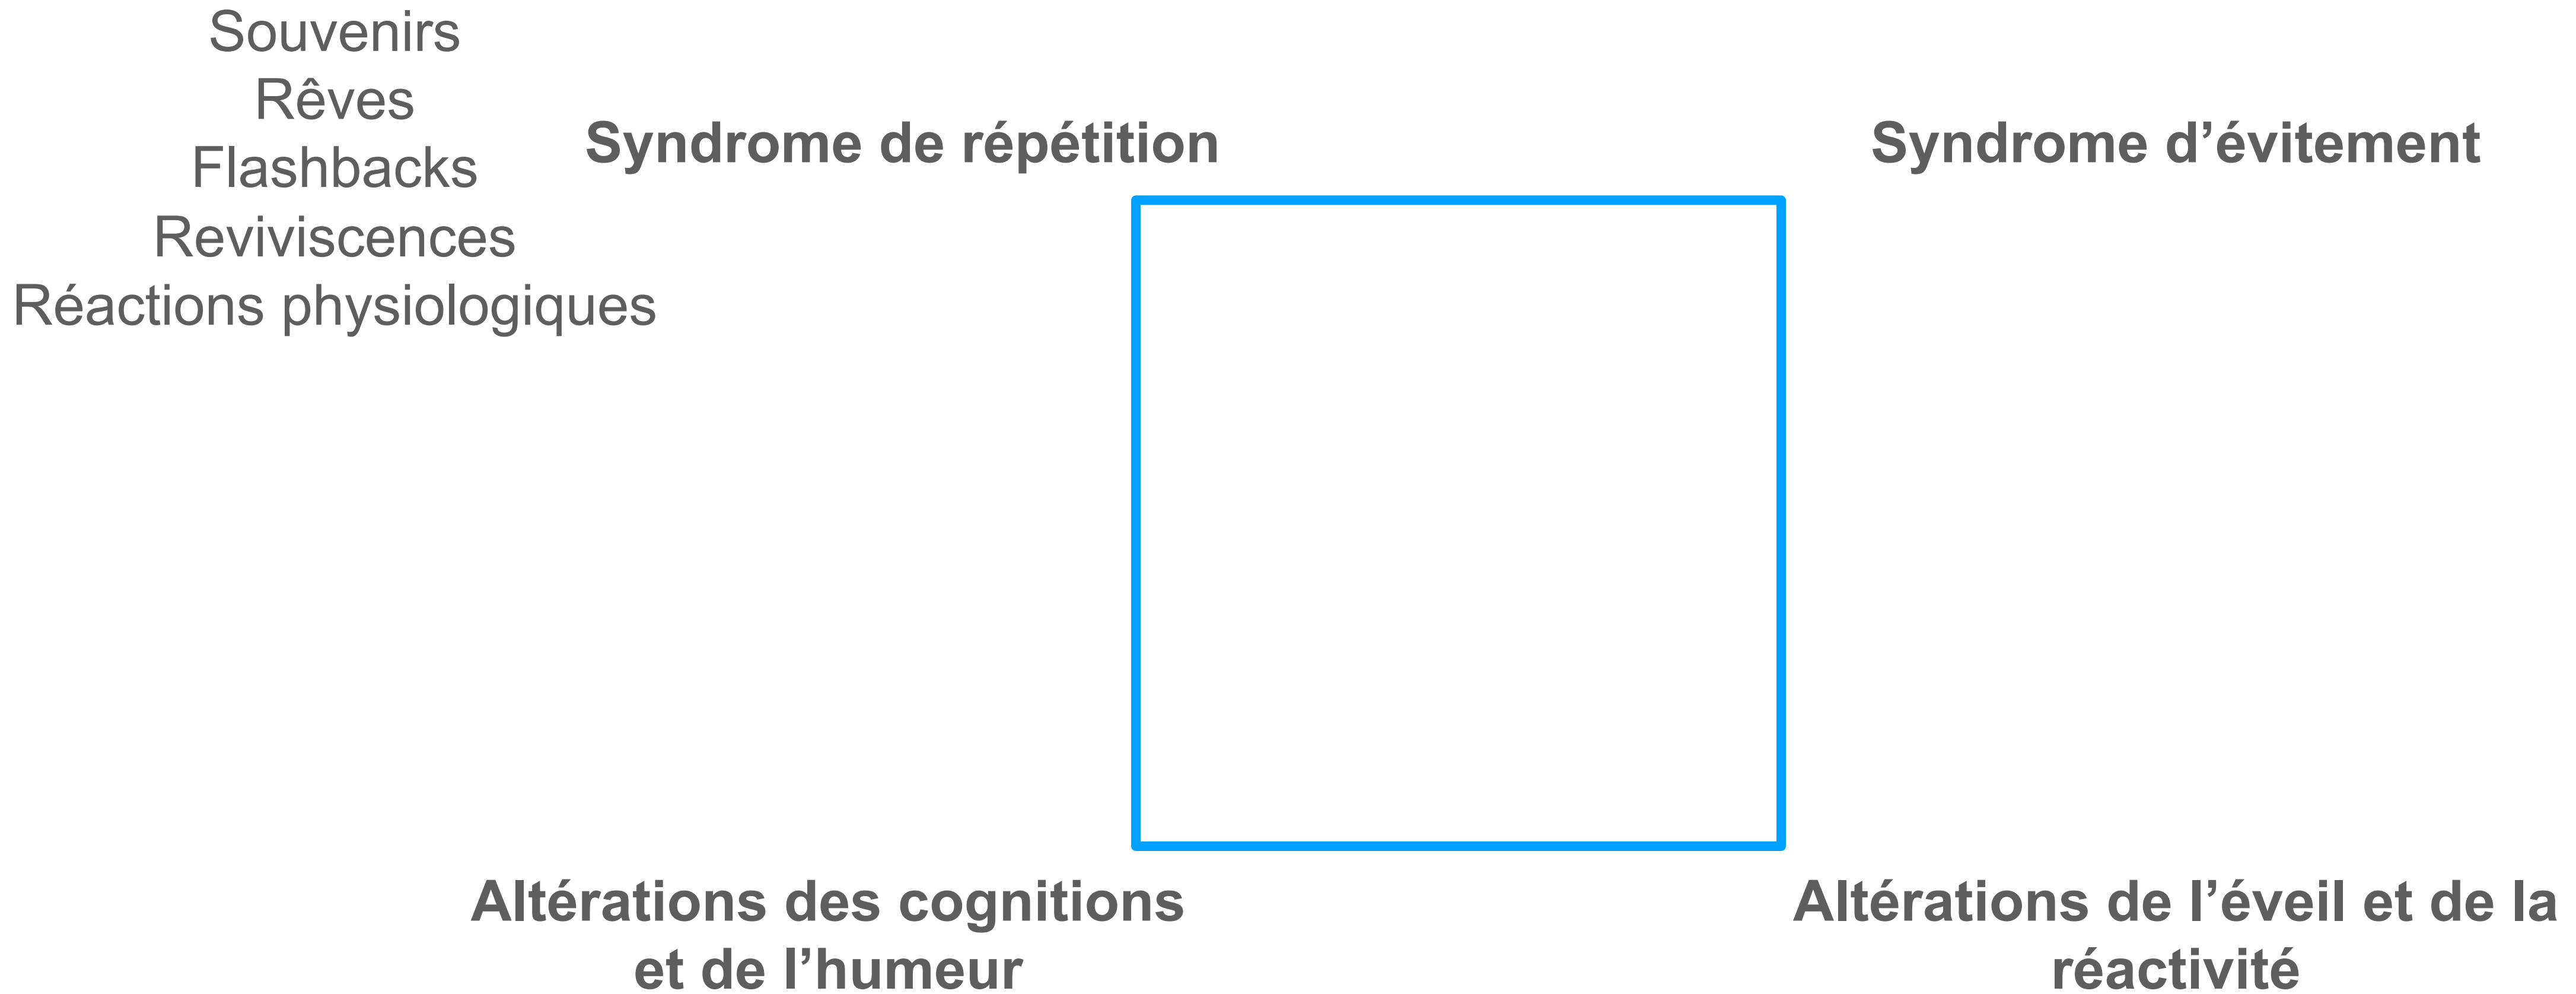 Souvenirs
Rêves
Flashbacks
Reviviscences
Réactions physiologiques
Syndrome de répétition
Syndrome d’évitement
Altérations des cognitions
et de l’humeur
Altérations de l’éveil et de la
réactivité